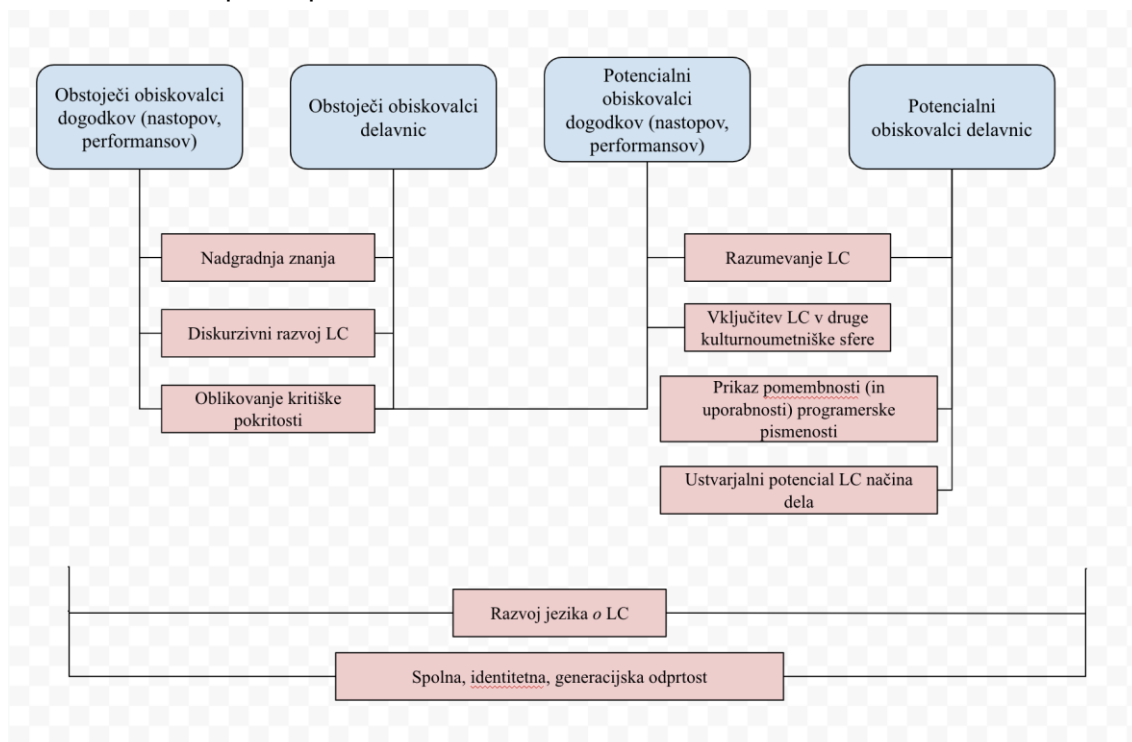 Obstoječi obiskovalci
dogodkov (nastopov,
performansov)
Obstoječi obiskovalci
delavnic
Potencialni
obiskovalci
dogodkov (nastopov,
performansov)
Potencialni
obiskovalci delavnic
Nadgradnja znanja
Diskurzivni razvoj LC
Oblikovanje kritiške
pokritosti
Razumevanje LC
Vključitev LC v druge
kulturnoumetniške sfere
Prikaz pomembnosti (in
uporabnosti) programerske
pismenosti
Ustvarjalni potencial LC načina
dela
Razvoj jezika o LC
Spolna, identitetna, generacijska odprtost